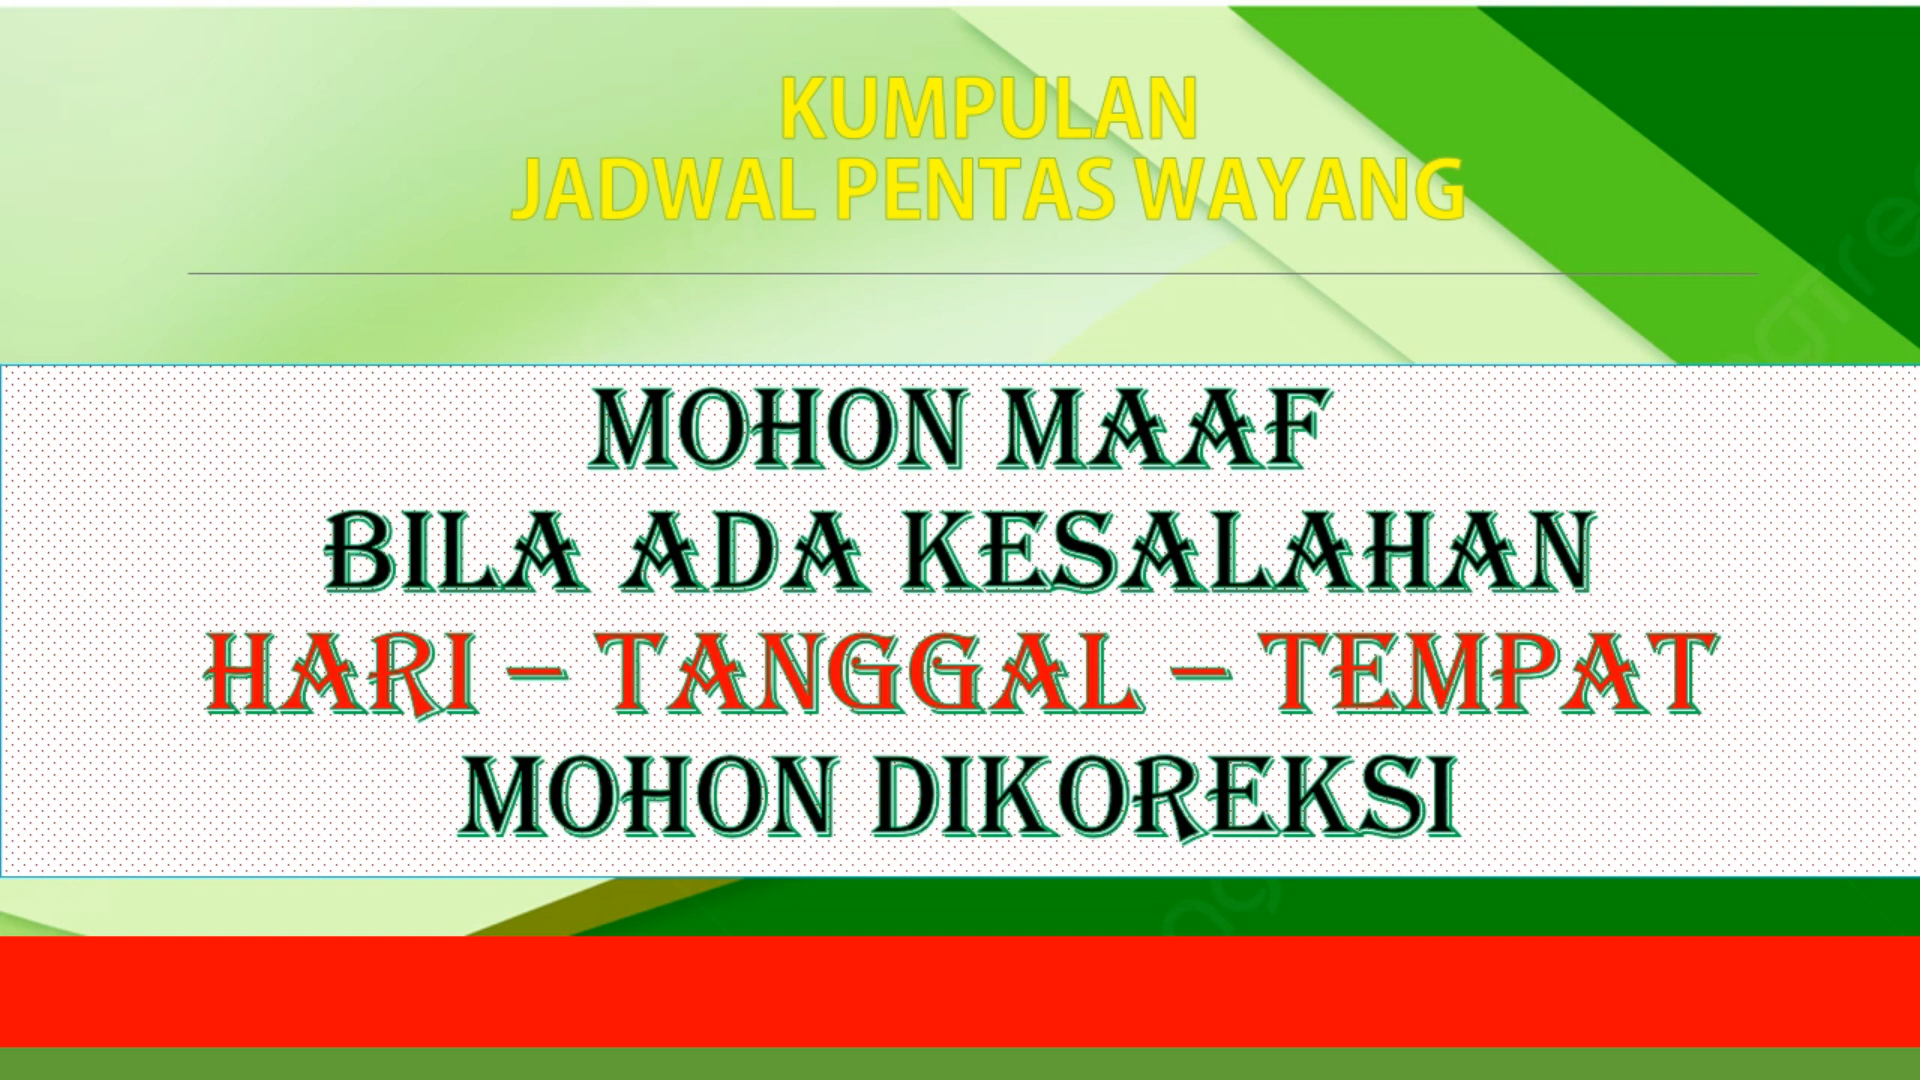 KUMPULAN
JADWAL PENTAS WAYANG
MOHON MAAF
BILA ADA KESALAHAN
HARI – TANGGAL – TEMPAT
MOHON DIKOREKSI